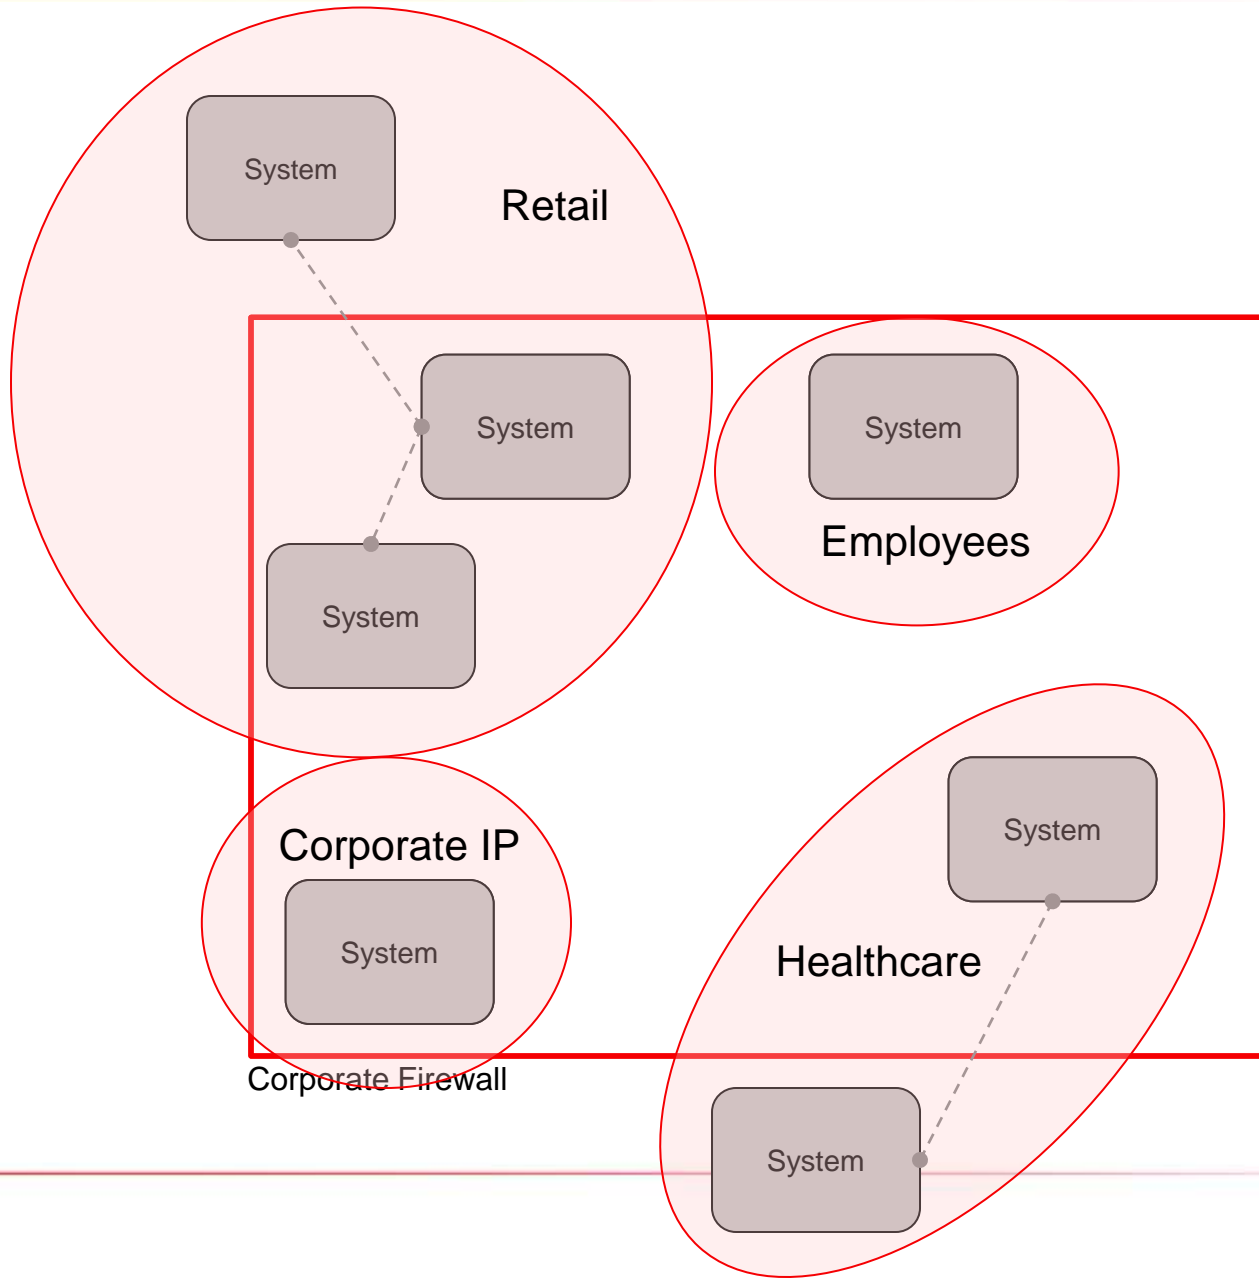 System
Retail
System
System
Employees
System
Corporate IP
System
System
Healthcare
Corporate Firewall
System